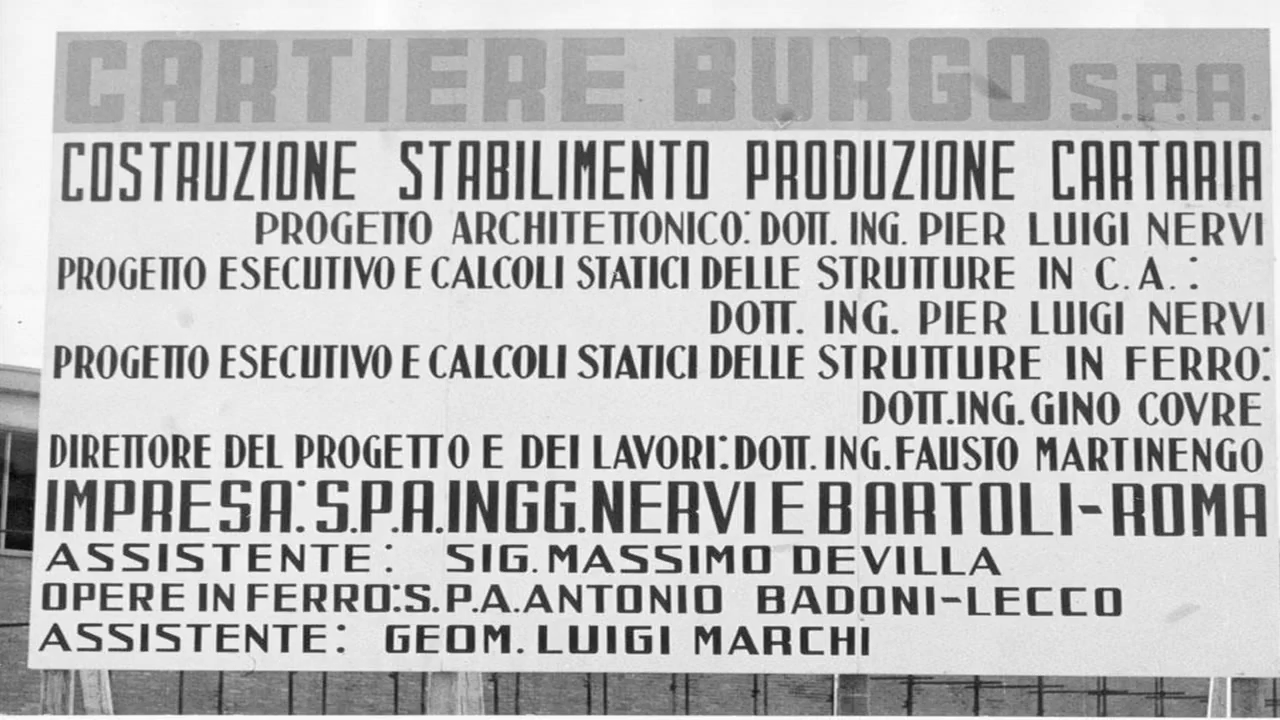 CARTIERE BURGO S.P.A.
COSTRUZIONE STABILIMENTO PRODUZIONE CARTARIA
PROGETTO ARCHITETTONICO: DOTT. ING. PIER LUIGI NERVI
PROGETTO ESECUTIVO E CALCOLI STATICI DELLE STRUTTURE IN C.A.:
DOTT. ING. PIER LUIGI NERVI
PROGETTO ESECUTIVO E CALCOLI STATICI DELLE STRUTTURE IN FERRO:
DOTT. ING. GINO COVRE
DIRETTORE DEL PROGETTO E DEI LAVORI: DOTT. ING. FAUSTO MARTINENGO
IMPRESA: S.P.A. INGG. NERVI E BARTOLI-ROMA
ASSISTENTE: SIG. MASSIMO DEVILLA
OPERE IN FERRO: S.P.A. ANTONIO BADONI-LECCO
ASSISTENTE: GEOM. LUIGI MARCHI